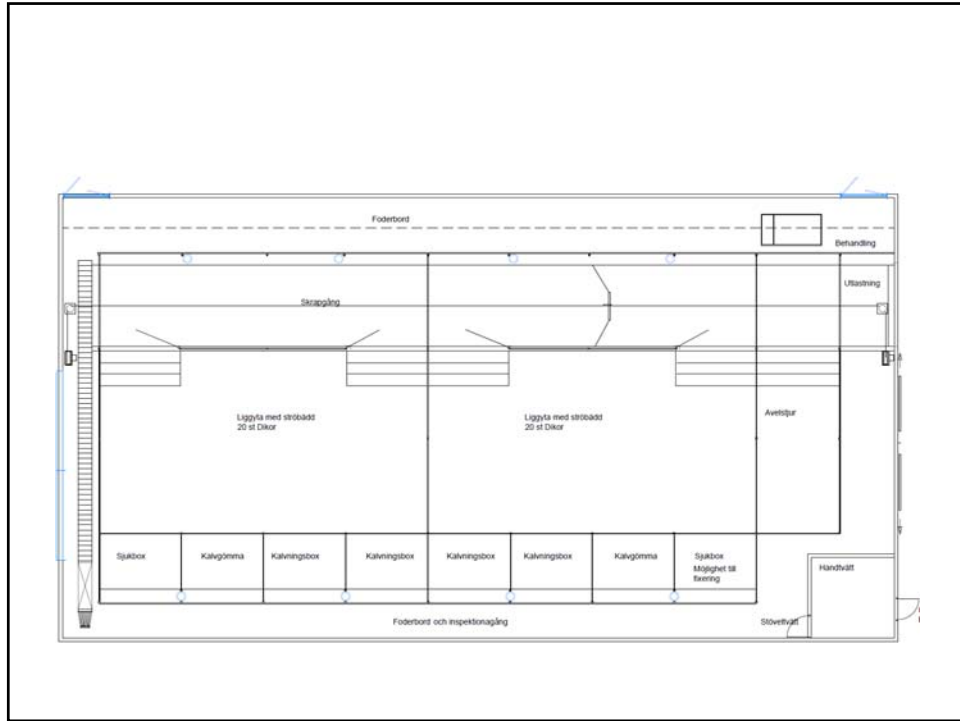 Foderbord
Behandling
Utlastning
Skrapgång
Liggyta med ströbädd
20 st Dikor
Liggyta med ströbädd
20 st Dikor
Avelstjur
Sjukbox
Kalvgömma
Kalvningsbox
Kalvningsbox
Kalvningsbox
Kalvningsbox
Kalvgömma
Sjukbox
Möjlighet till
fixering
Handtvätt
Foderbord och inspektionagång
Stöveltvätt